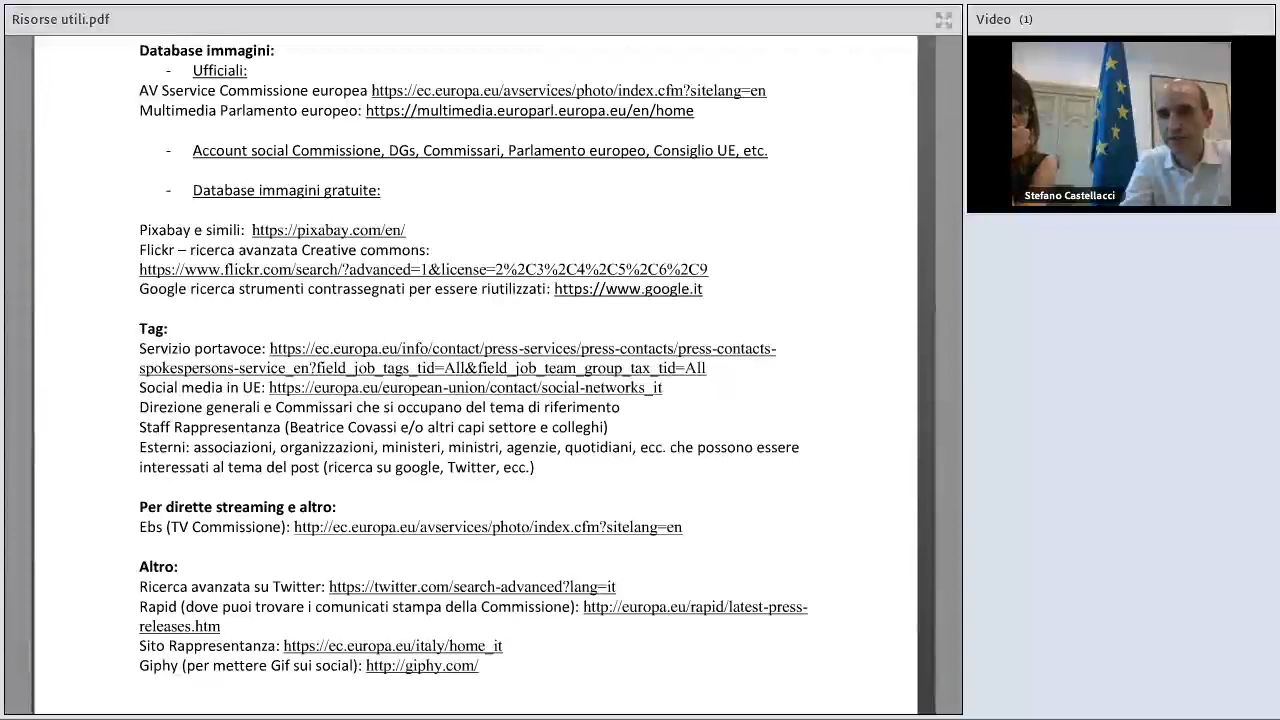 Risorse utili.pdf
Video (1)
Stefano Castellacci
Database immagini:
- Ufficiali:
AV Sservice Commissione europea https://ec.europa.eu/avservices/photo/index.cfm?sitelang=en
Multimedia Parlamento europeo: https://multimedia.europarl.europa.eu/en/home
- Account social Commissione, DGs, Commissari, Parlamento europeo, Consiglio UE, etc.
- Database immagini gratuite:
Pixabay e simili: https://pixabay.com/en/
Flickr – ricerca avanzata Creative commons:
https://www.flickr.com/search/?advanced=1&license=2%2C3%2C4%2C5%2C6%2C9
Google ricerca strumenti contrassegnati per essere riutilizzati: https://www.google.it
Tag:
Servizio portavoce: https://ec.europa.eu/info/contact/press-services/press-contacts/press-contacts-
spokespersons-service_en?field_job_tags_tid=All&field_job_team_group_tax_tid=All
Social media in UE: https://europa.eu/european-union/contact/social-networks_it
Direzione generali e Commissari che si occupano del tema di riferimento
Staff Rappresentanza (Beatrice Covassi e/o altri capi settore e colleghi)
Esterni: associazioni, organizzazioni, ministeri, ministri, agenzie, quotidiani, ecc. che possono essere
interessati al tema del post (ricerca su google, Twitter, ecc.)
Per dirette streaming e altro:
Ebs (TV Commissione): http://ec.europa.eu/avservices/photo/index.cfm?sitelang=en
Altro:
Ricerca avanzata su Twitter: https://twitter.com/search-advanced?lang=it
Rapid (dove puoi trovare i comunicati stampa della Commissione): http://europa.eu/rapid/latest-press-
releases.htm
Sito Rappresentanza: https://ec.europa.eu/italy/home_it
Giphy (per mettere Gif sui social): http://giphy.com/